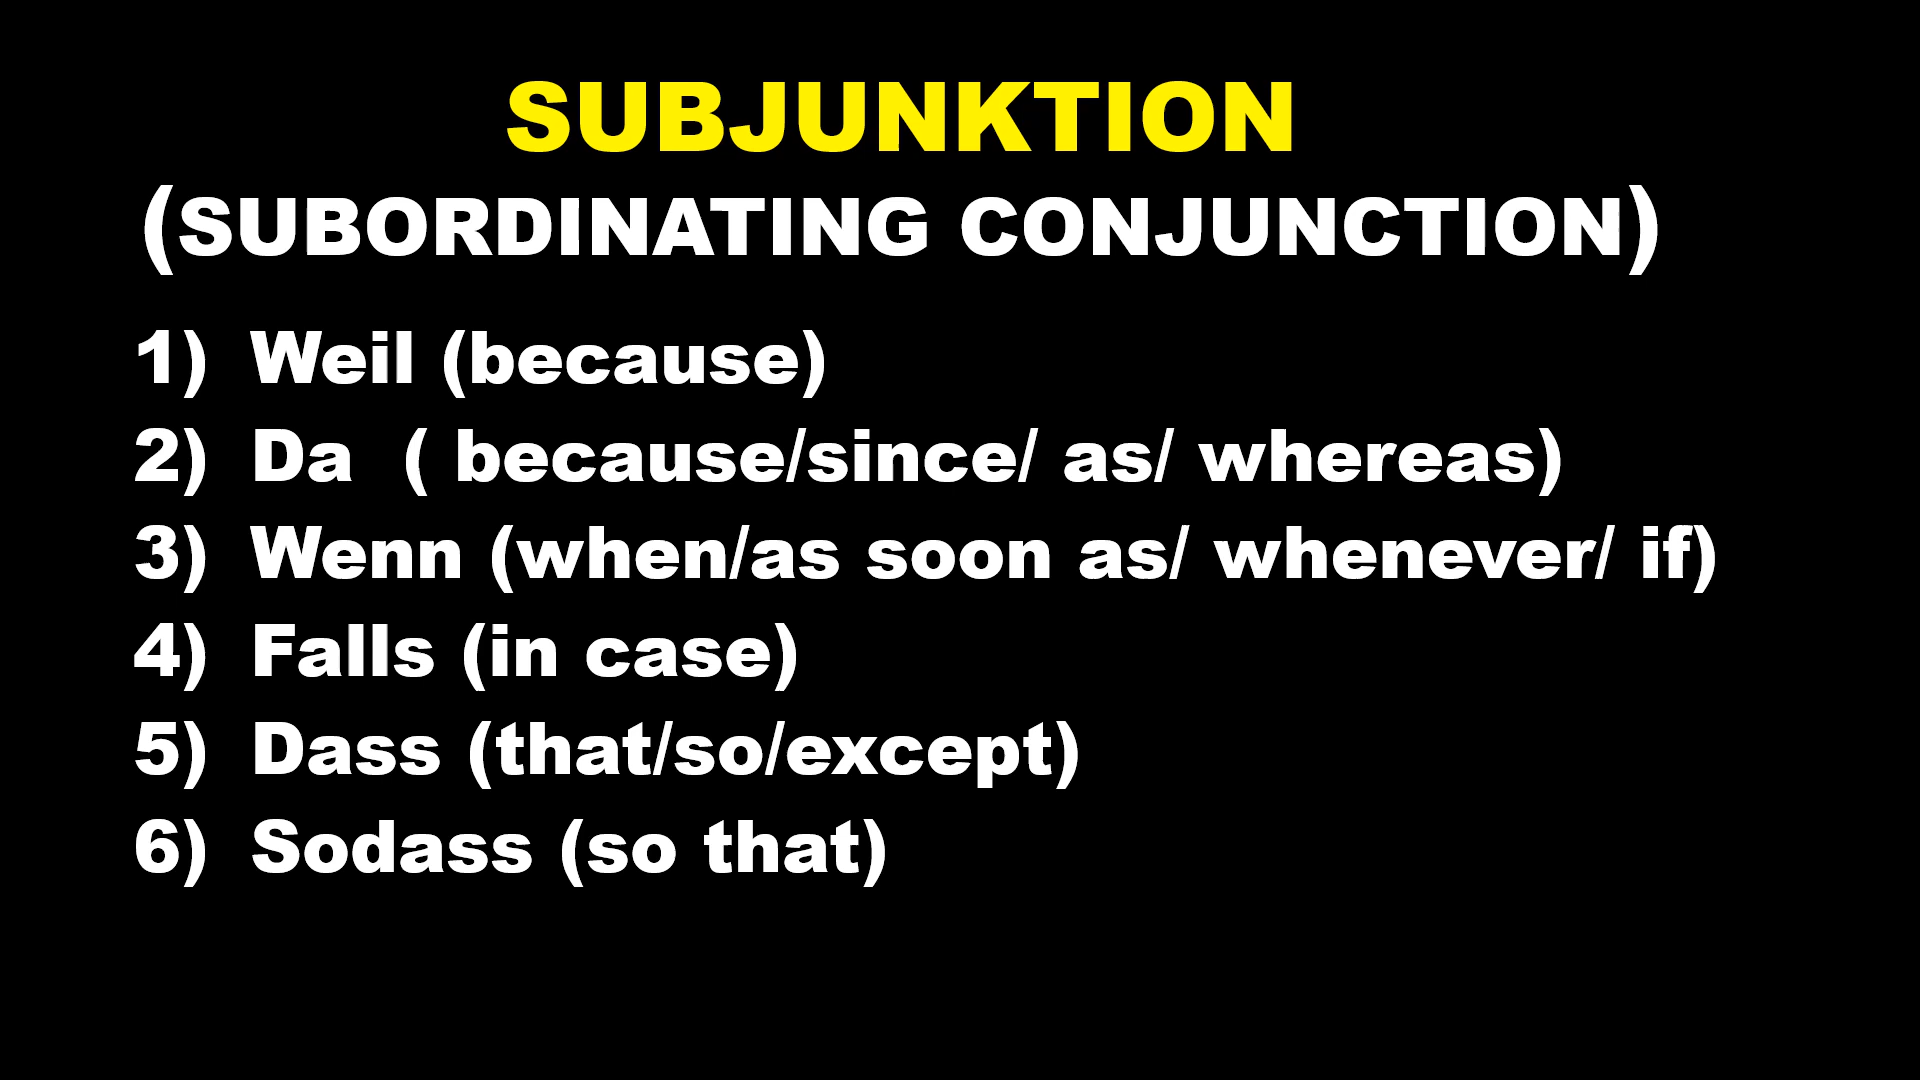 SUBJUNKTION
(SUBORDINATING CONJUNCTION)
1) Weil (because)
2) Da ( because/since/ as/ whereas)
3) Wenn (when/as soon as/ whenever/ if)
4) Falls (in case)
5) Dass (that/so/except)
6) Sodass (so that)